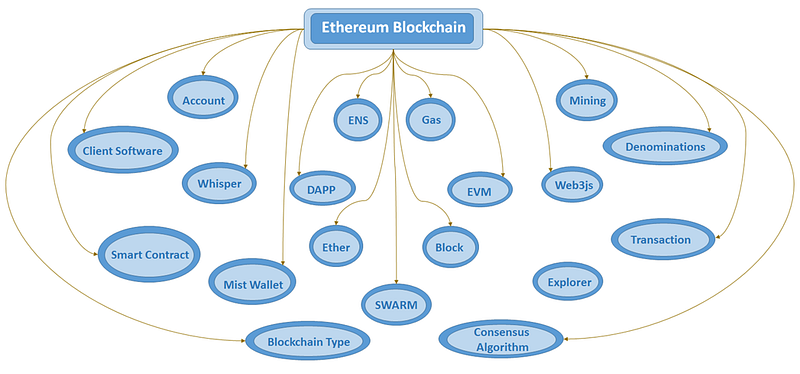 Ethereum Blockchain
Account
ENS
Gas
Mining
Client Software
Denominations
Whisper
DAPP
EVM
Web3js
Smart Contract
Ether
Block
Transaction
Mist Wallet
SWARM
Explorer
Blockchain Type
Consensus
Algorithm